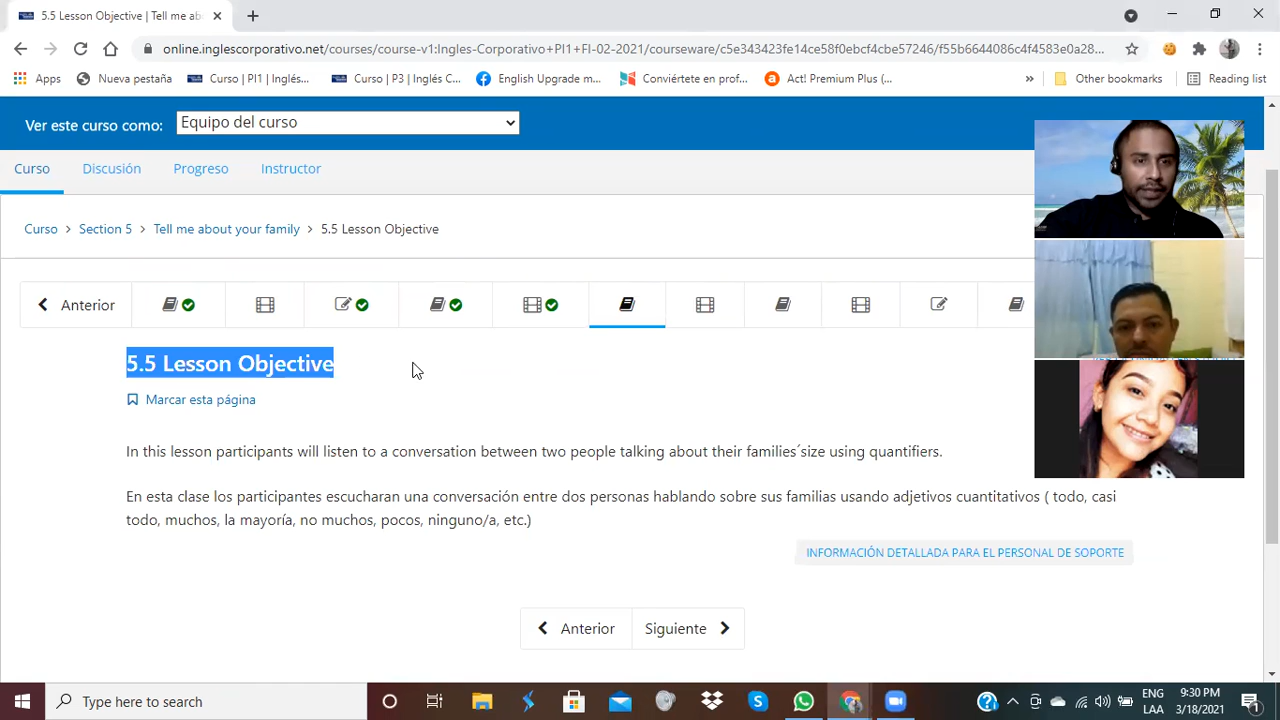 5.5 Lesson Objective | Tell me abo
online.inglescorporativo.net/courses/course-v1:Ingles-Corporativo+PI1+FI-02-2021/courseware/c5e343423fe14ce58f0ebcf4cbe57246/f55b6644086c4f4583e0a28...
Apps Nueva pestaña Curso | PI1 | Inglés... Curso | P3 | Inglés C... English Upgrade m... Conviértete en prof... Act! Premium Plus (... » Other bookmarks Reading list
Ver este curso como: Equipo del curso
Curso Discusión Progreso Instructor
Curso > Section 5 > Tell me about your family > 5.5 Lesson Objective
Anterior
5.5 Lesson Objective
Marcar esta página
In this lesson participants will listen to a conversation between two people talking about their families´size using quantifiers.
En esta clase los participantes escucharan una conversación entre dos personas hablando sobre sus familias usando adjetivos cuantitativos ( todo, casi
todo, muchos, la mayoría, no muchos, pocos, ninguno/a, etc.)
INFORMACIÓN DETALLADA PARA EL PERSONAL DE SOPORTE
Anterior Siguiente
Type here to search
ENG 9:30 PM
LAA 3/18/2021